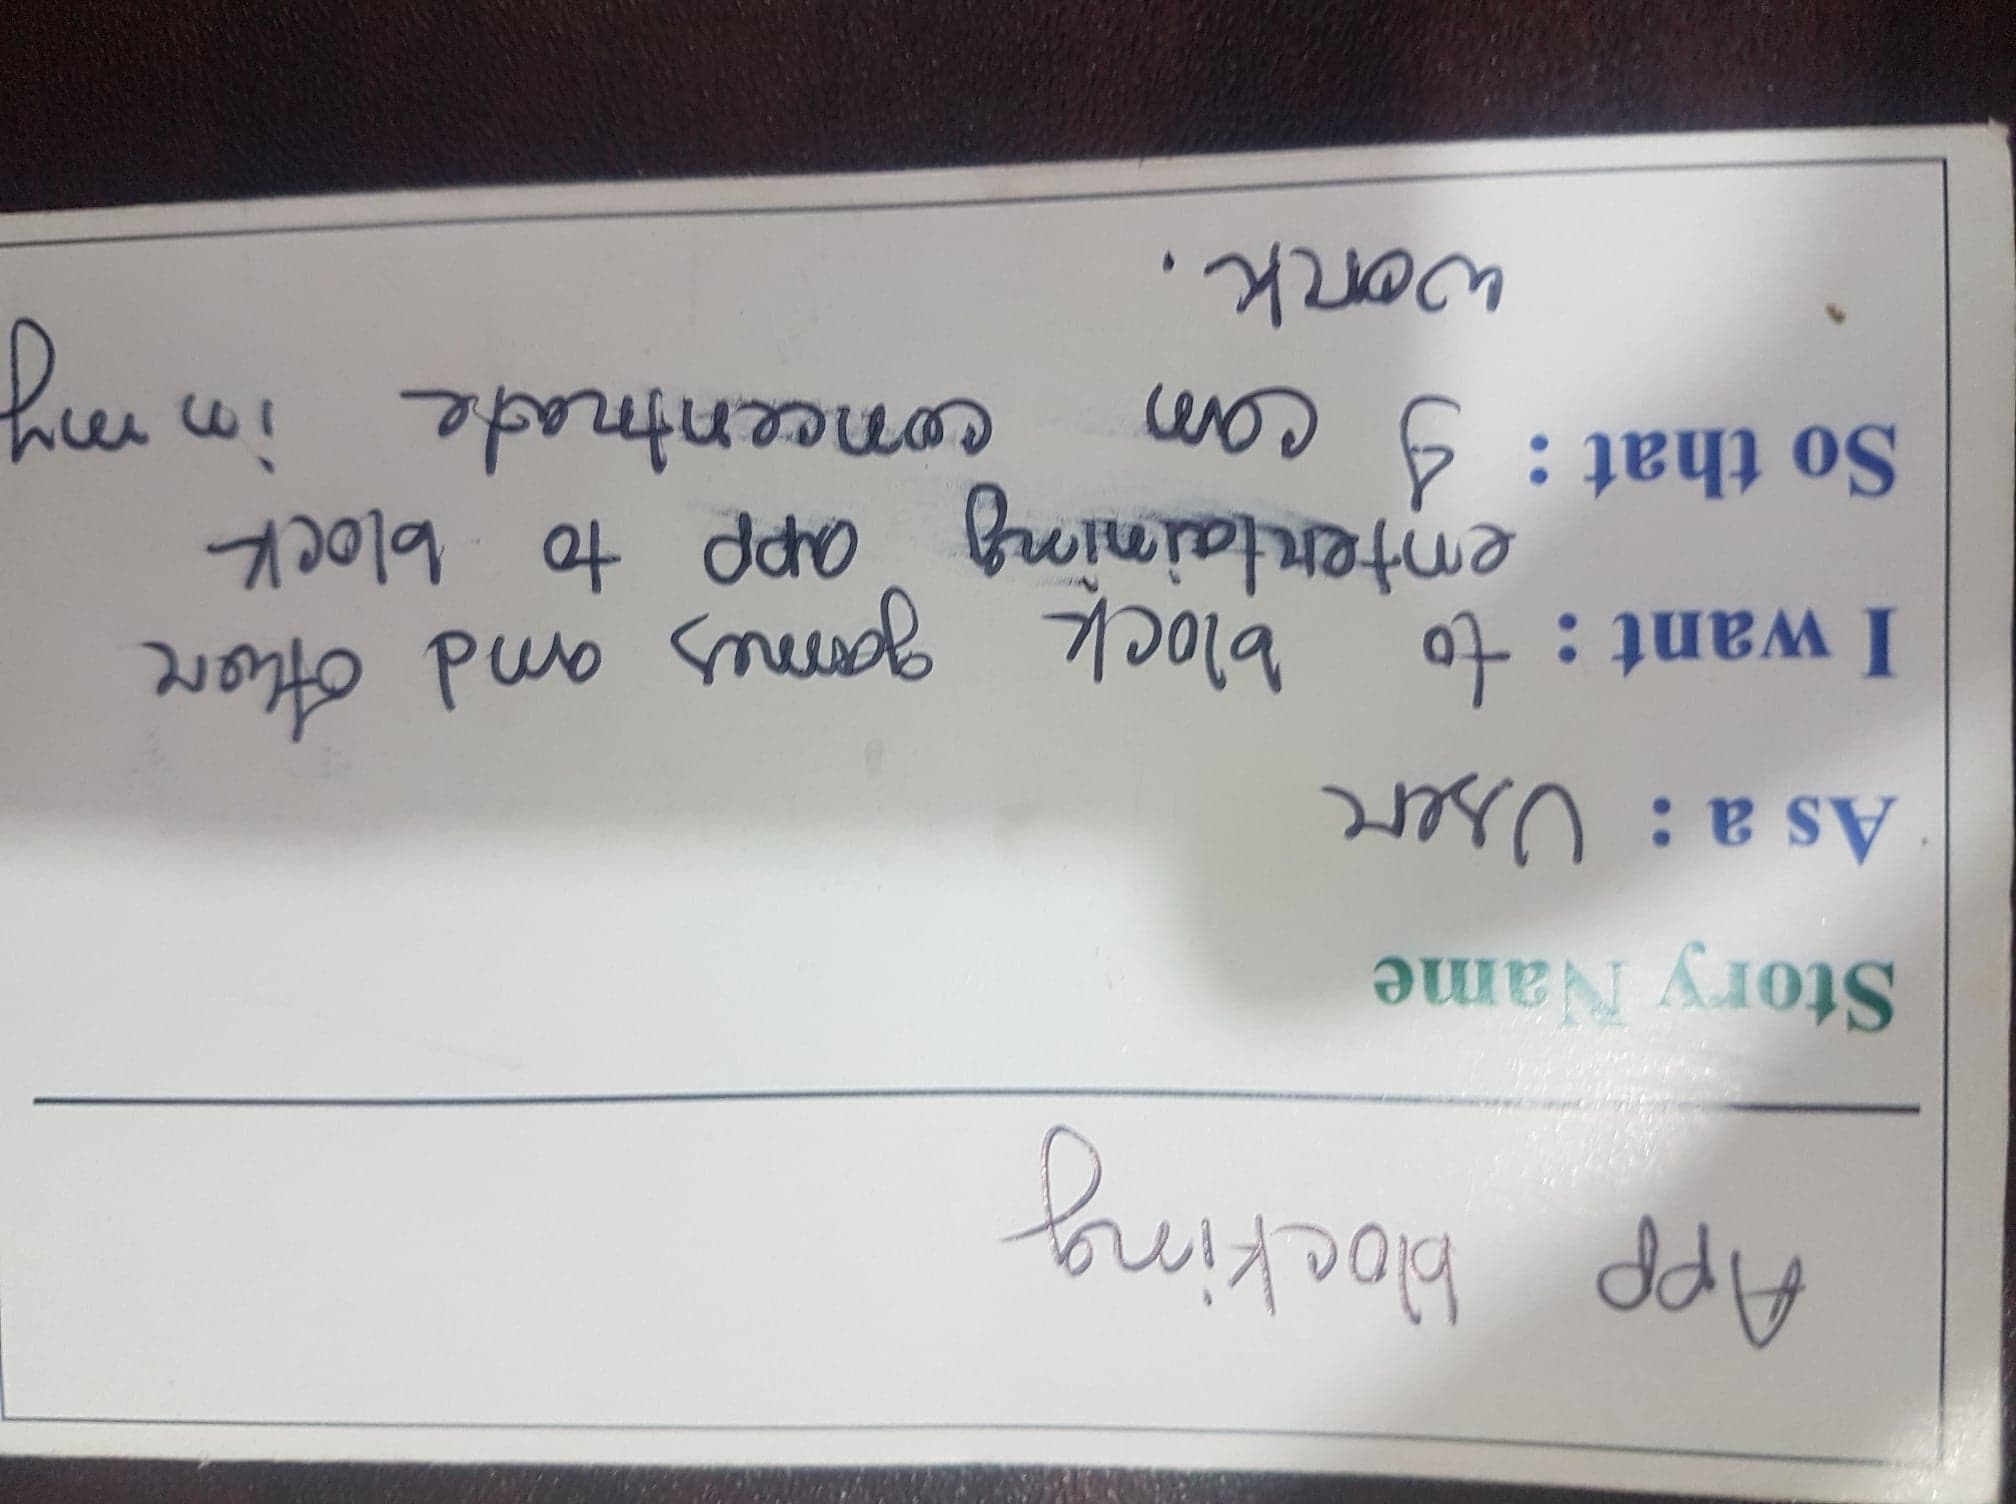 App blocking
Story Name
As a : User
I want : to block games and other
entertaining app to block
So that : I can concentrate in my
work.